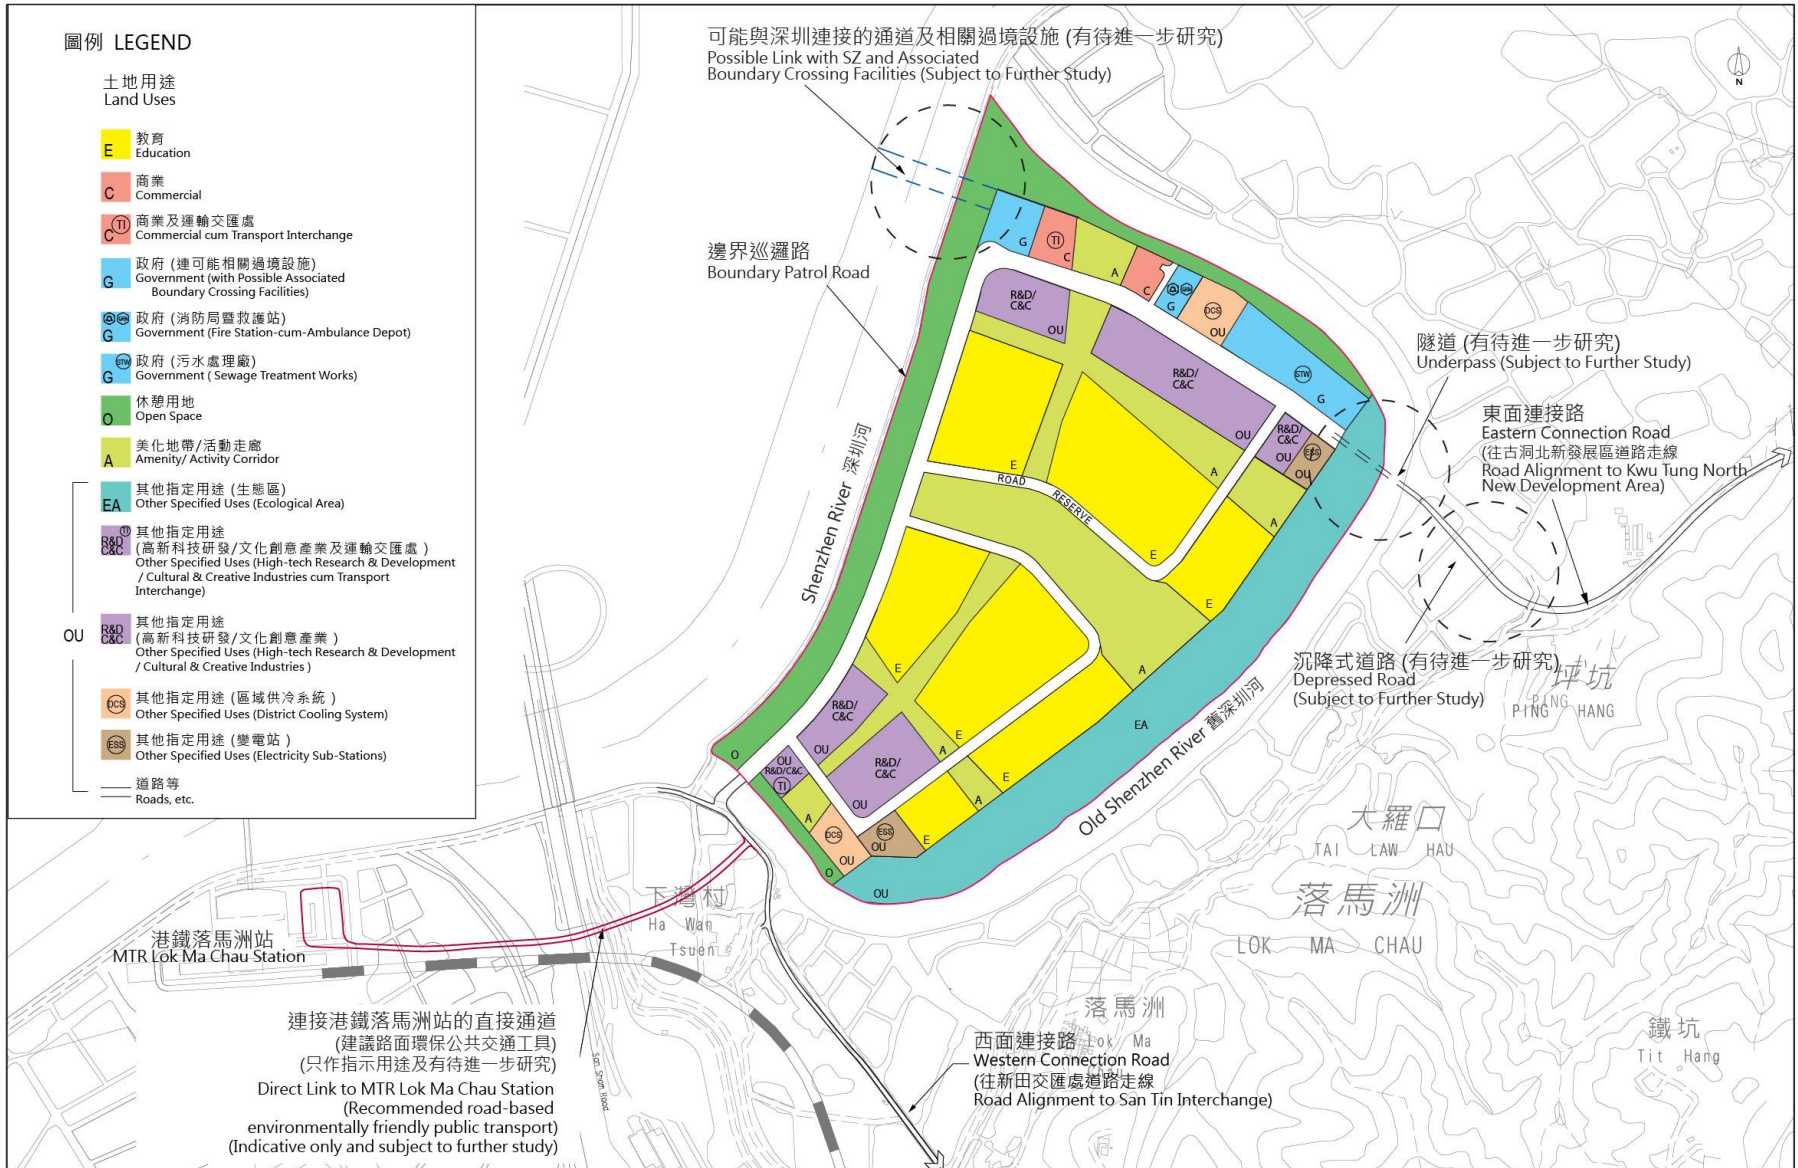 圖例 LEGEND
土地用途
Land Uses
E
教育
Education
C
商業
Commercial
C TI
商業及運輸交匯處
Commercial cum Transport Interchange
G
政府 (連可能相關過境設施)
Government (with Possible Associated
Boundary Crossing Facilities)
G
政府 (消防局暨救護站)
Government (Fire Station-cum-Ambulance Depot)
G STW
政府 (污水處理廠)
Government ( Sewage Treatment Works)
O
休憩用地
Open Space
A
美化地帶/活動走廊
Amenity/ Activity Corridor
OU
EA
其他指定用途 (生態區)
Other Specified Uses (Ecological Area)
R&D
C&C
TI
其他指定用途
(高新科技研發/文化創意產業及運輸交匯處 )
Other Specified Uses (High-tech Research & Development
/ Cultural & Creative Industries cum Transport
Interchange)
R&D
C&C
其他指定用途
(高新科技研發/文化創意產業 )
Other Specified Uses (High-tech Research & Development
/ Cultural & Creative Industries )
DCS
其他指定用途 (區域供冷系統 )
Other Specified Uses (District Cooling System)
ESS
其他指定用途 (變電站 )
Other Specified Uses (Electricity Sub-Stations)
道路等
Roads, etc.
可能與深圳連接的通道及相關過境設施 (有待進一步研究)
Possible Link with SZ and Associated
Boundary Crossing Facilities (Subject to Further Study)
N
邊界巡邏路
Boundary Patrol Road
G
TI
C
A
C
G
DCS
OU
STW
G
R&D/
C&C
OU
R&D/
C&C
OU
R&D/
C&C
OU
ESS
OU
隧道 (有待進一步研究)
Underpass (Subject to Further Study)
東面連接路
Eastern Connection Road
(往古洞北新發展區道路走線
Road Alignment to Kwu Tung North
New Development Area)
Shenzhen River 深圳河
E
ROAD
RESERVE
A
E
A
E
A
E
E
A
E
A
E
A
EA
OU
R&D/
C&C
OU
R&D/
C&C
OU
OU
R&D/C&C
TI
A
DCS
OU
ESS
OU
E
O
O
沉降式道路 (有待進一步研究)
Depressed Road
(Subject to Further Study)
坪坑
PING
PING HANG
Old Shenzhen River 舊深圳河
大羅口
TAI LAW HAU
落馬洲
LOK MA CHAU
下灣村
Ha Wan
Tsuen
港鐵落馬洲站
MTR Lok Ma Chau Station
連接港鐵落馬洲站的直接通道
(建議路面環保公共交通工具)
(只作指示用途及有待進一步研究)
Direct Link to MTR Lok Ma Chau Station
(Recommended road-based
environmentally friendly public transport)
(Indicative only and subject to further study)
San Sham Road
落馬洲
Lok Ma
西面連接路
Western Connection Road
(往新田交匯處道路走線
Road Alignment to San Tin Interchange)
鐵坑
Tit Hang